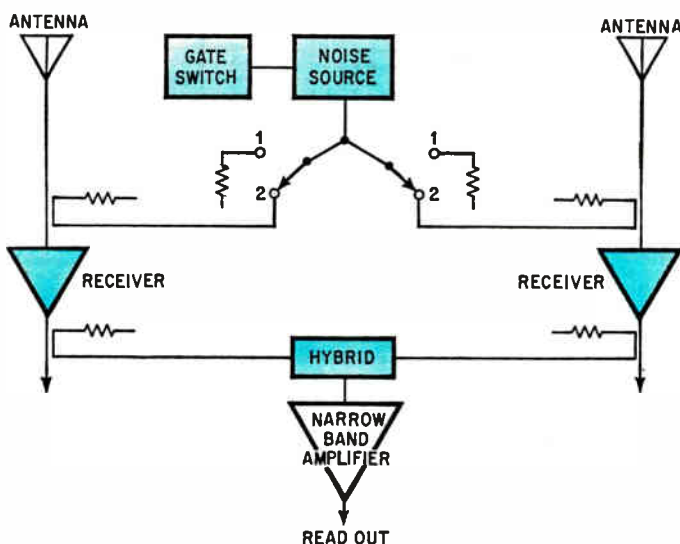 ANTENNA
ANTENNA
GATE
SWITCH
NOISE
SOURCE
1
1
2
2
RECEIVER
RECEIVER
HYBRID
NARROW
BAND
AMPLIFIER
READ OUT